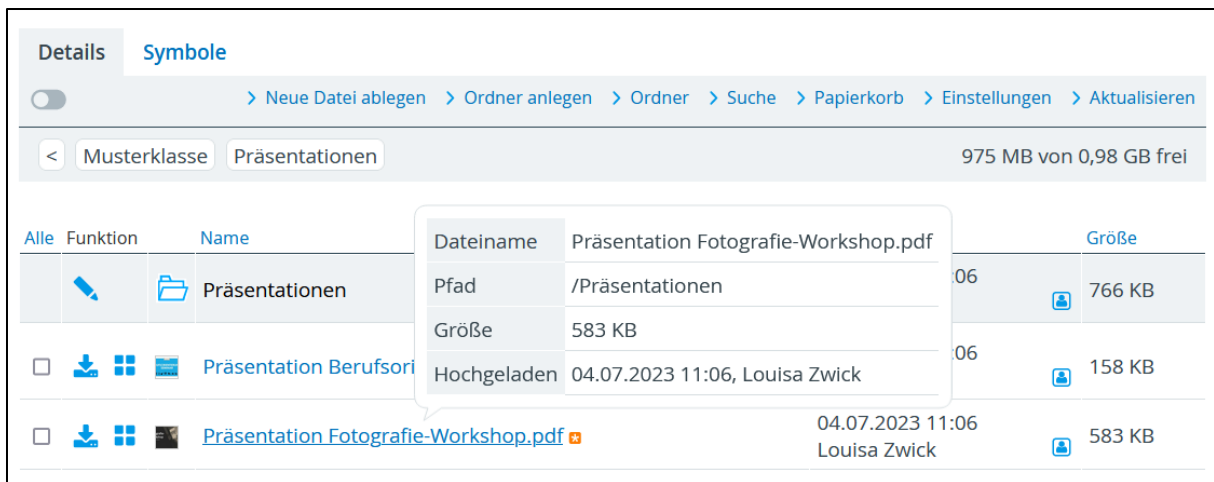 Details Symbole
> Neue Datei ablegen > Ordner anlegen > Ordner > Suche > Papierkorb > Einstellungen > Aktualisieren
< Musterklasse Präsentationen 975 MB von 0,98 GB frei
Alle Funktion Name Größe
Präsentationen :06 766 KB
Dateiname Präsentation Fotografie-Workshop.pdf
Pfad /Präsentationen
Größe 583 KB
Hochgeladen 04.07.2023 11:06, Louisa Zwick
Präsentation Berufsori :06 158 KB
Präsentation Fotografie-Workshop.pdf 04.07.2023 11:06 583 KB
Louisa Zwick